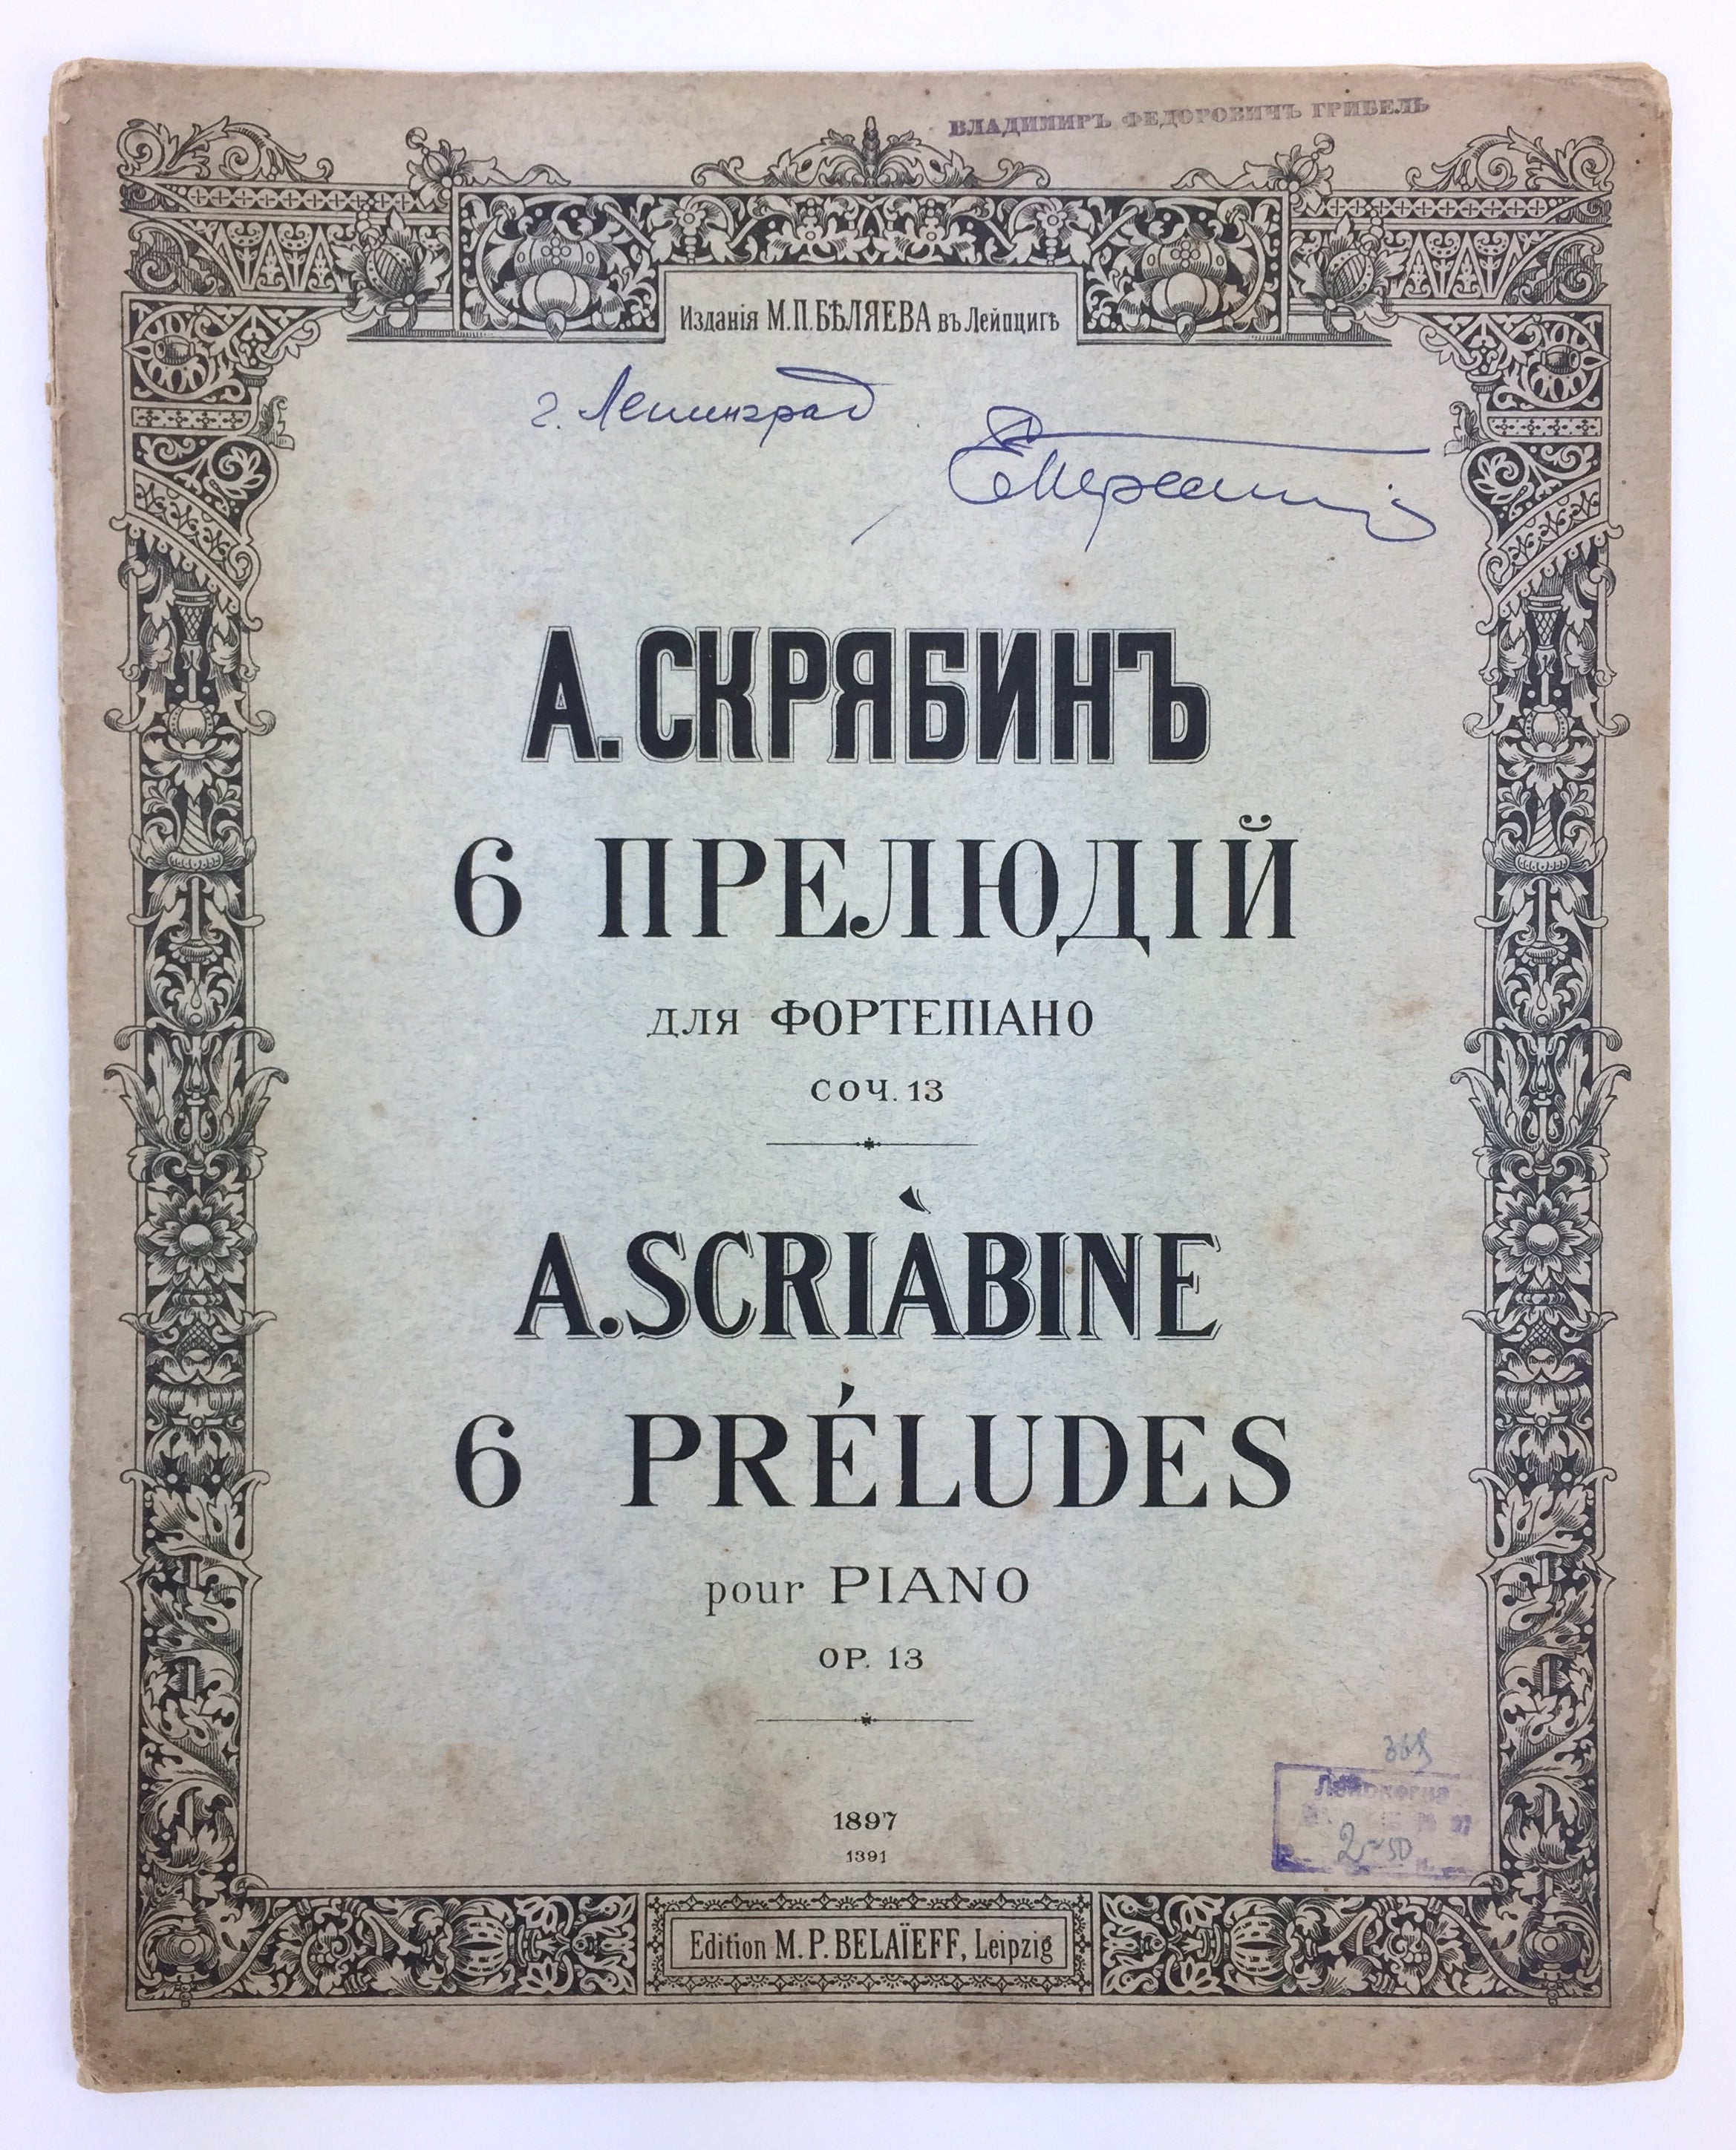 ВЛАДИМИРЪ ФЕДОРОВИЧЪ ГРИБЕЛЬ
Изданія М.П.БѢЛЯЕВА въ Лейпцигѣ
г. Ленинград
А.СКРЯБИНЪ
6 ПРЕЛЮДІЙ
для ФОРТЕПІАНО
СОЧ. 13
A.SCRIÀBINE
6 PRÉLUDES
pour PIANO
OP. 13
1897
1391
2-50
Edition M. P. BELAÏEFF, Leipzig